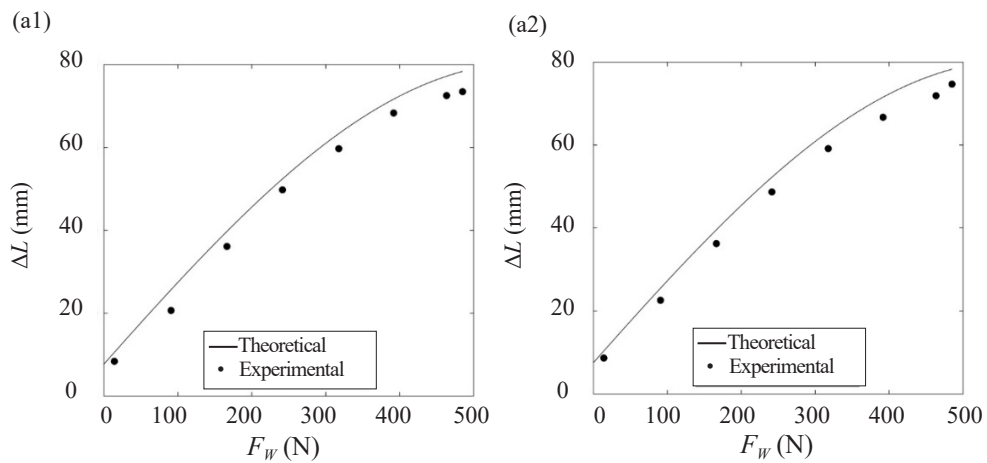 (a1)
80
60
40
20
0
ΔL (mm)
Theoretical
Experimental
0 100 200 300 400 500
F_W (N)
(a2)
80
60
40
20
0
ΔL (mm)
Theoretical
Experimental
0 100 200 300 400 500
F_W (N)